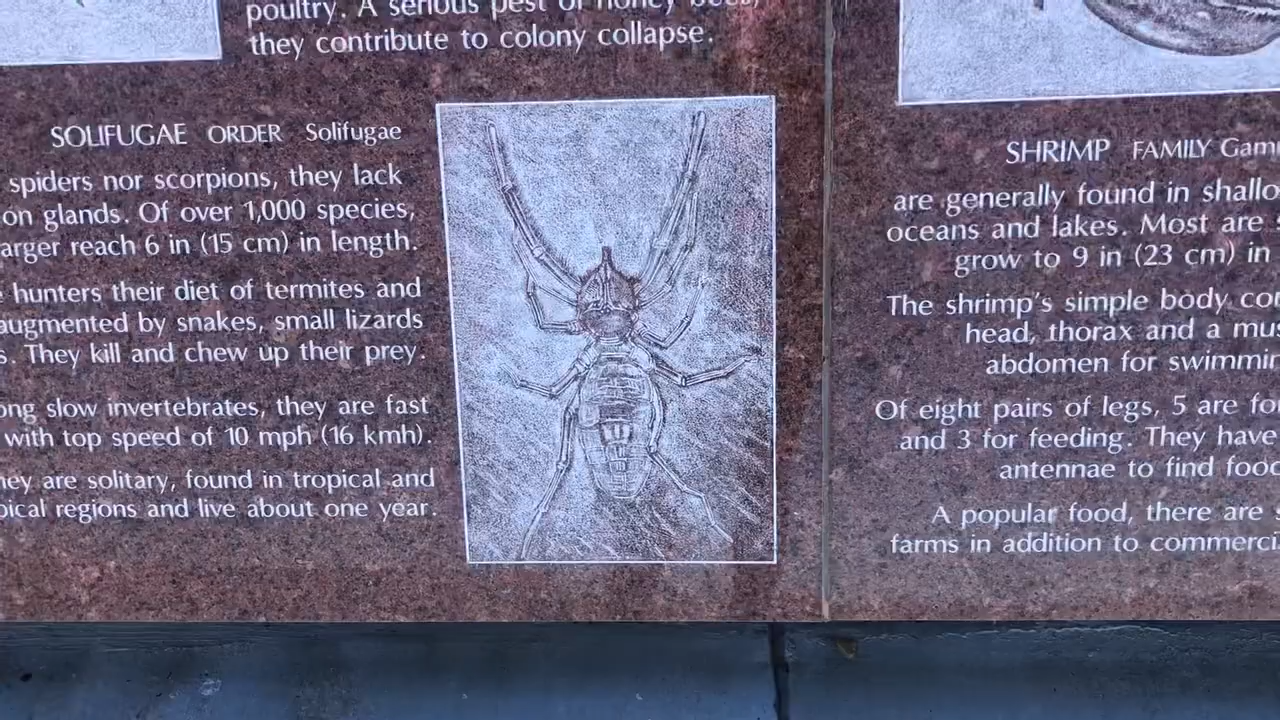 poultry. A serious pest of honey bees,
they contribute to colony collapse.
SOLIFUGAE ORDER Solifugae
spiders nor scorpions, they lack
on glands. Of over 1,000 species,
arger reach 6 in (15 cm) in length.
hunters their diet of termites and
augmented by snakes, small lizards
s. They kill and chew up their prey.
ong slow invertebrates, they are fast
with top speed of 10 mph (16 kmh).
hey are solitary, found in tropical and
pical regions and live about one year.
SHRIMP FAMILY Gam
are generally found in shallo
oceans and lakes. Most are
grow to 9 in (23 cm) in
The shrimp's simple body co
head, thorax and a mu
abdomen for swimmin
Of eight pairs of legs, 5 are fo
and 3 for feeding. They have
antennae to find food
A popular food, there are
farms in addition to commerci